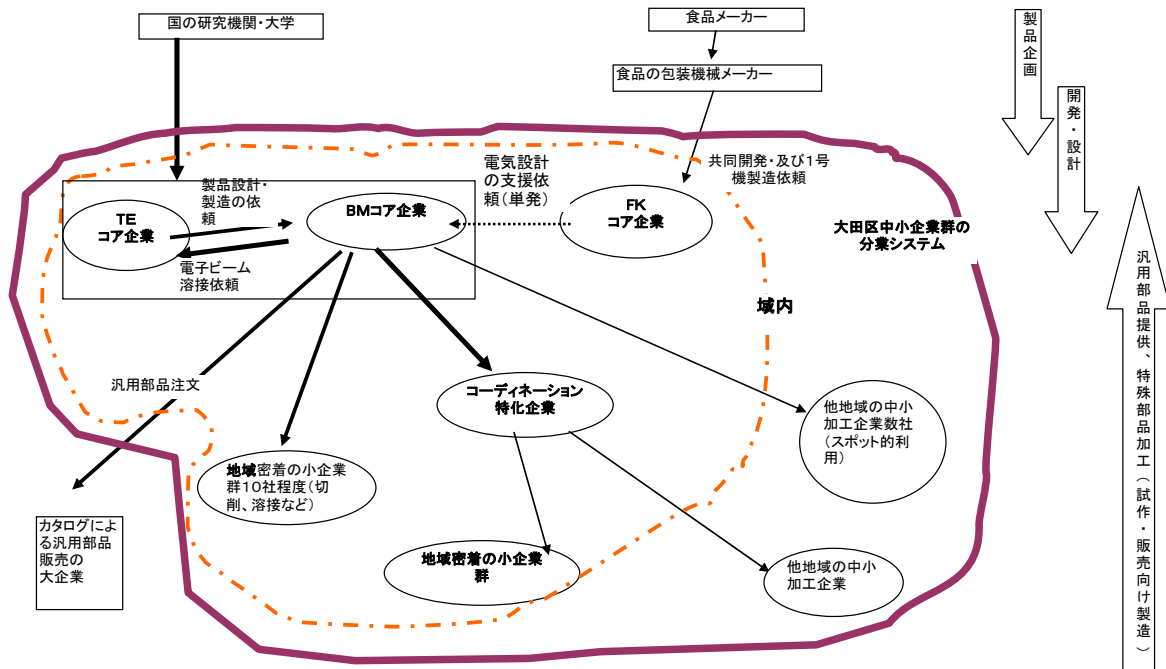 国の研究機関・大学
食品メーカー
食品の包装機械メーカー
製品企画
開発・設計
製品設計・
製造の依
頼
電気設計
の支援依
頼(単発)
共同開発・及び1号
機製造依頼
TE
コア企業
BMコア企業
FK
コア企業
大田区中小企業群の
分業システム
電子ビーム
溶接依頼
域内
汎用部品提供、特殊部品加工(試作・販売向け製造)
汎用部品注文
コーディネーション
特化企業
他地域の中小
加工企業数社
(スポット的利
用)
地域密着の小企業
群10社程度(切
削、溶接など)
カタログによ
る汎用部品
販売の
大企業
地域密着の小企業
群
他地域の中小
加工企業